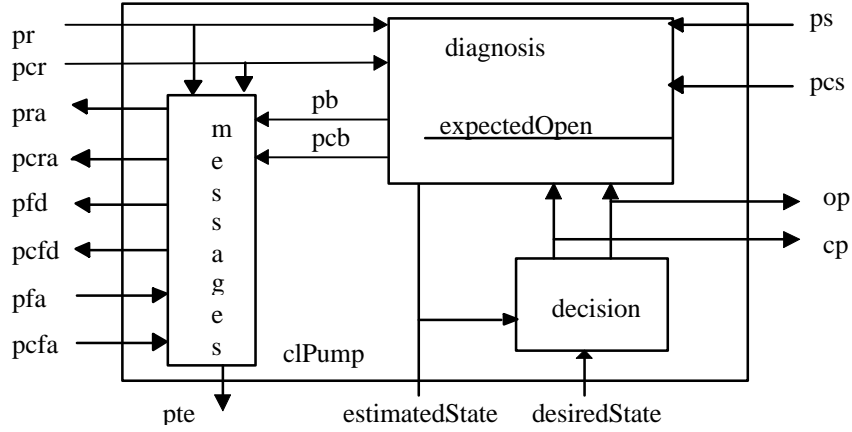 pr
pcr
pra
pcra
pfd
pcfd
pfa
pcfa
messages
pb
pcb
diagnosis
expectedOpen
ps
pcs
op
cp
decision
clPump
pte
estimatedState
desiredState